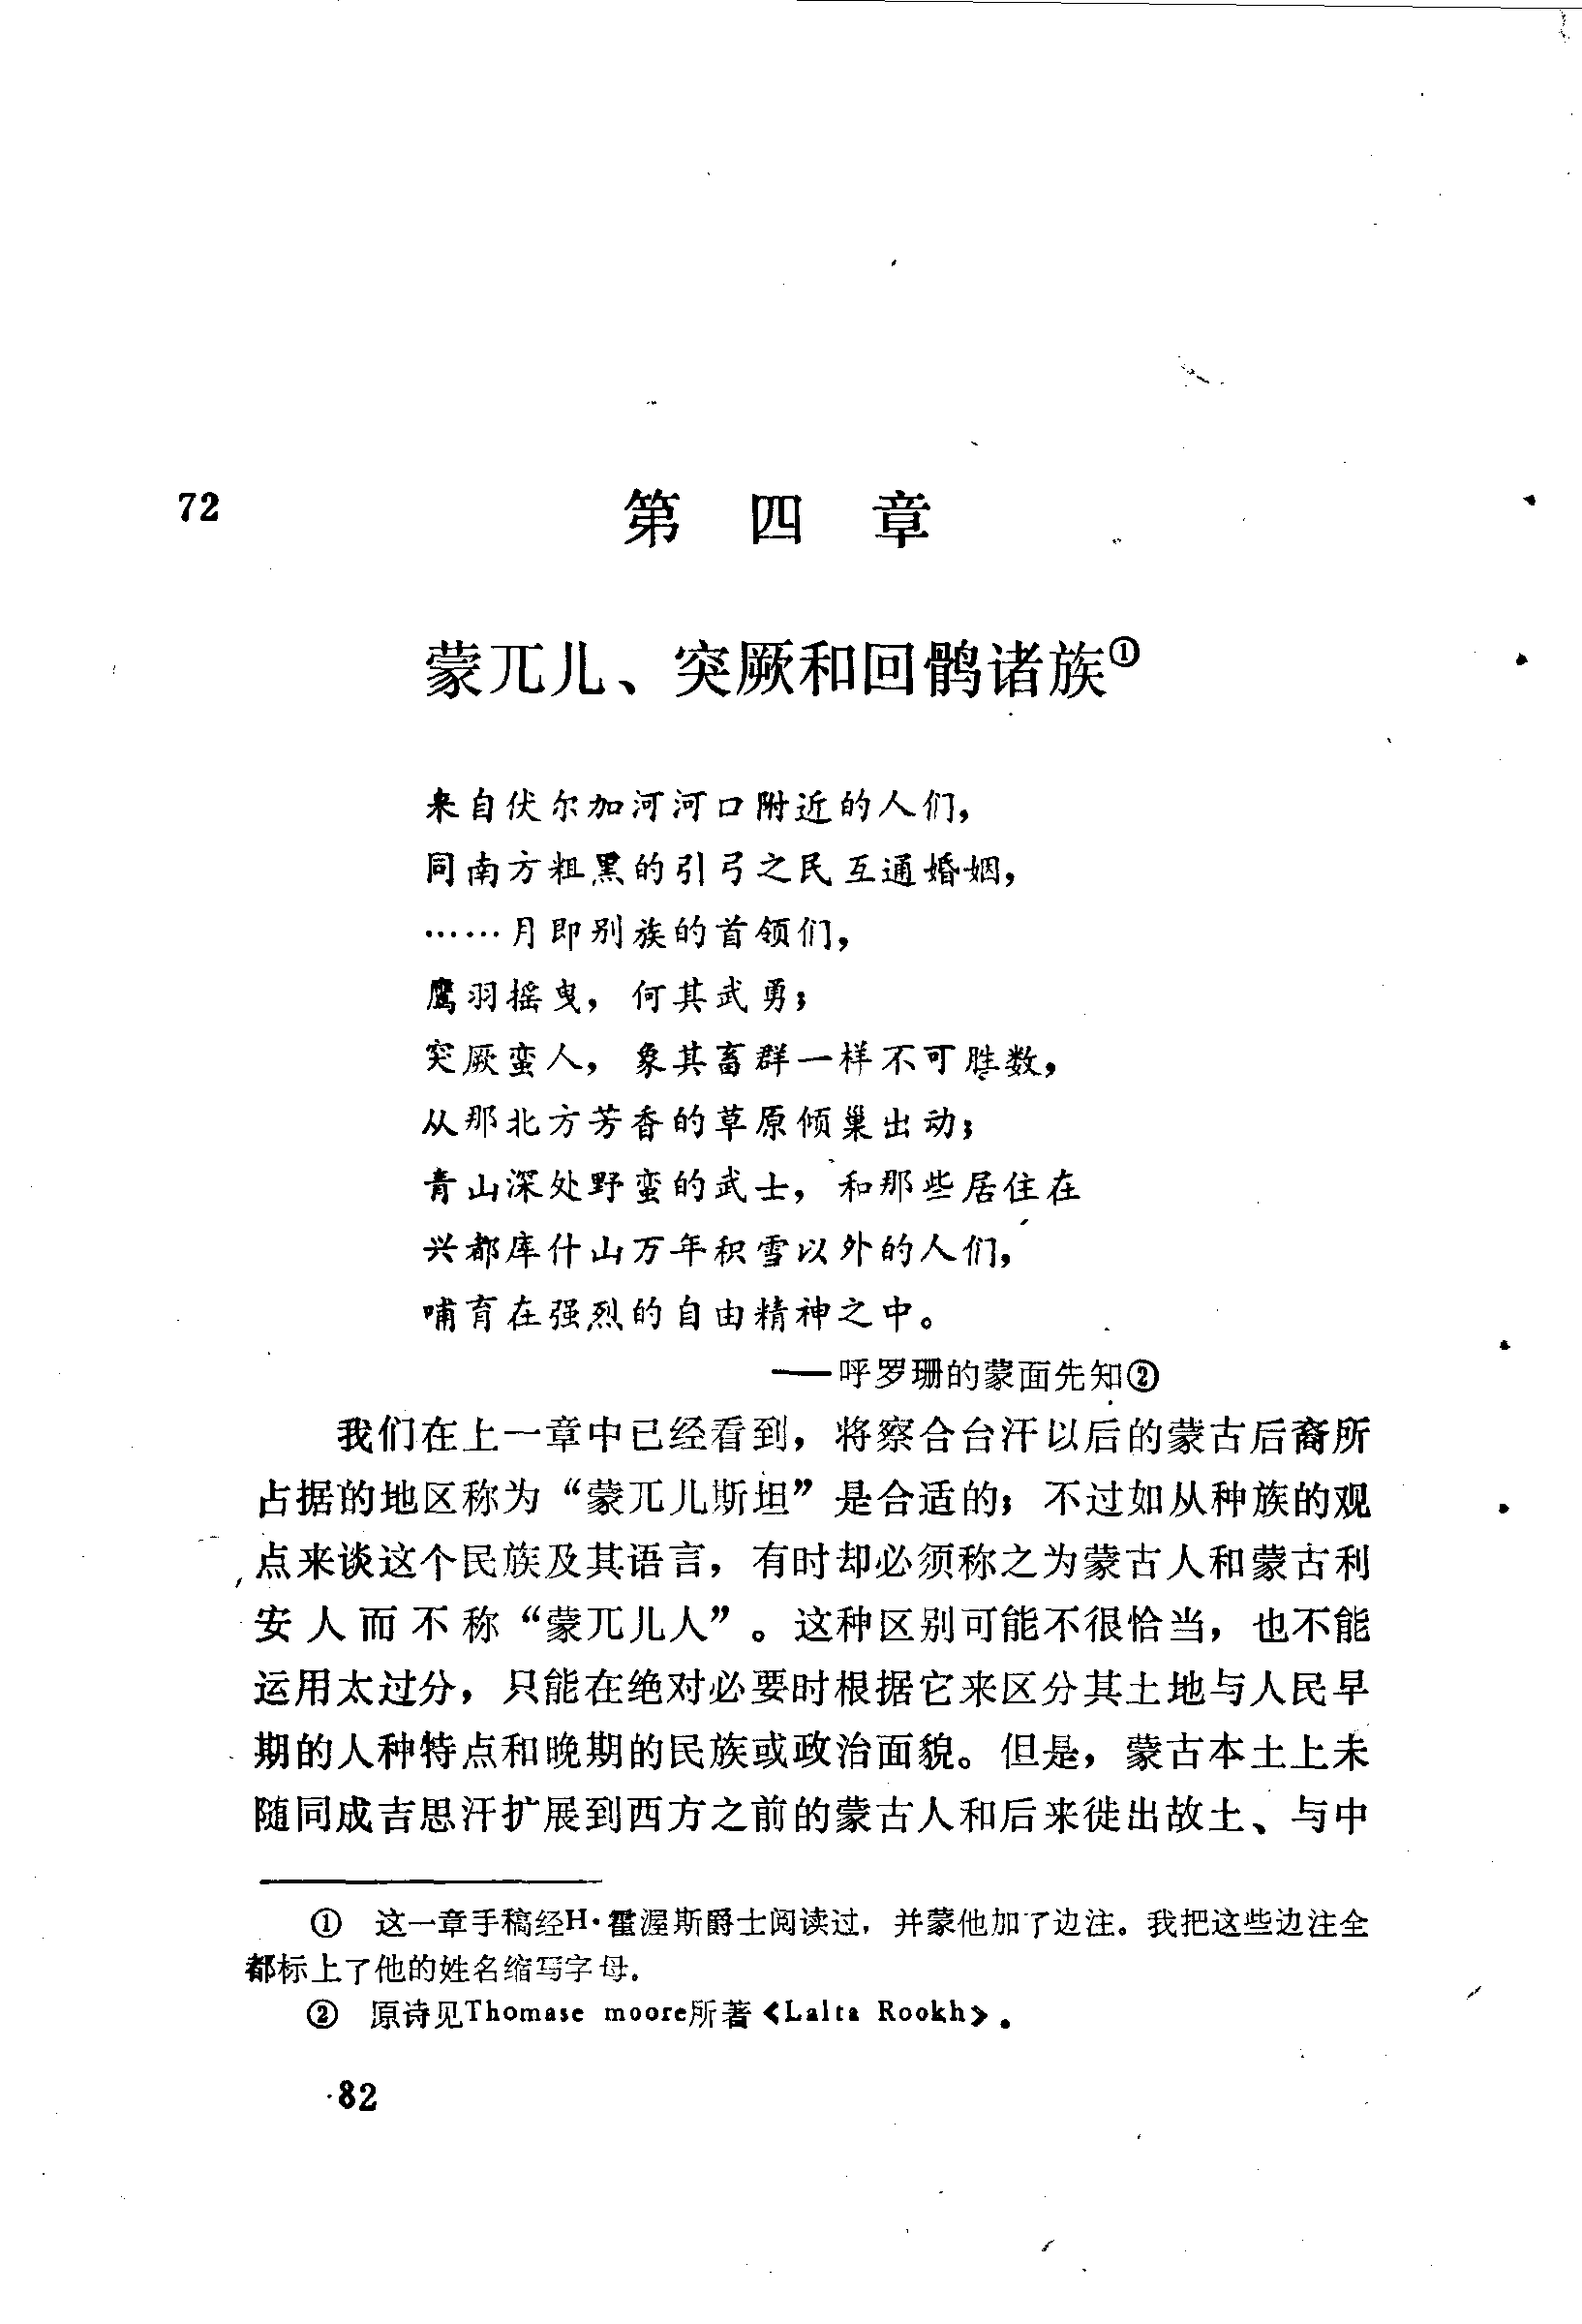 72
第四章
蒙兀儿、突厥和回鹘诸族①
来自伏尔加河河口附近的人们，
同南方粗黑的引弓之民互通婚姻，
……月即别族的首领们，
鹰羽摇曳，何其武勇；
突厥蛮人，象其畜群一样不可胜数，
从那北方芳香的草原倾巢出动；
青山深处野蛮的武士，和那些居住在
兴都库什山万年积雪以外的人们，
哺育在强烈的自由精神之中。
——呼罗珊的蒙面先知②
我们在上一章中已经看到，将察合台汗以后的蒙古后裔所
占据的地区称为“蒙兀儿斯坦”是合适的；不过如从种族的观
点来谈这个民族及其语言，有时却必须称之为蒙古人和蒙古利
安人而不称“蒙兀儿人”。这种区别可能不很恰当，也不能
运用太过分，只能在绝对必要时根据它来区分其土地与人民早
期的人种特点和晚期的民族或政治面貌。但是，蒙古本土上未
随同成吉思汗扩展到西方之前的蒙古人和后来徙出故土、与中
① 这一章手稿经H·霍渥斯爵士阅读过，并蒙他加了边注。我把这些边注全
都标上了他的姓名缩写字母．
② 原诗见Thomase moore所著《Lalta Rookh》。
·82